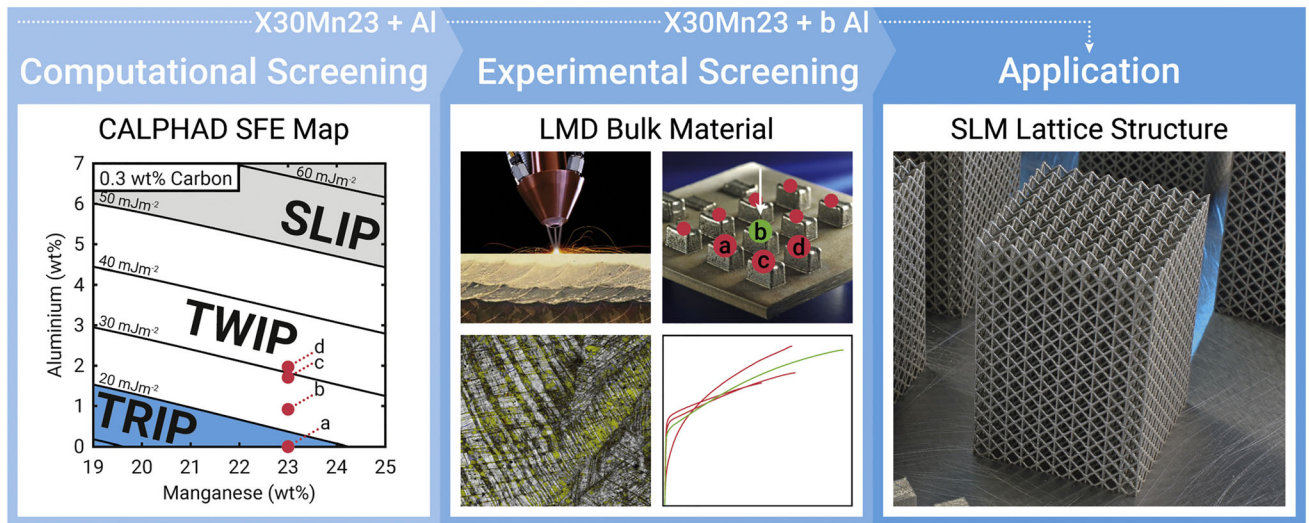 X30Mn23 + Al
X30Mn23 + b Al
Computational Screening
Experimental Screening
Application
CALPHAD SFE Map
0.3 wt% Carbon
60 mJm-2
50 mJm-2
SLIP
40 mJm-2
TWIP
30 mJm-2
d
c
b
20 mJm-2
TRIP
a
7
6
5
4
3
2
1
0
Aluminium (wt%)
19 20 21 22 23 24 25
Manganese (wt%)
LMD Bulk Material
b
a
d
c
SLM Lattice Structure